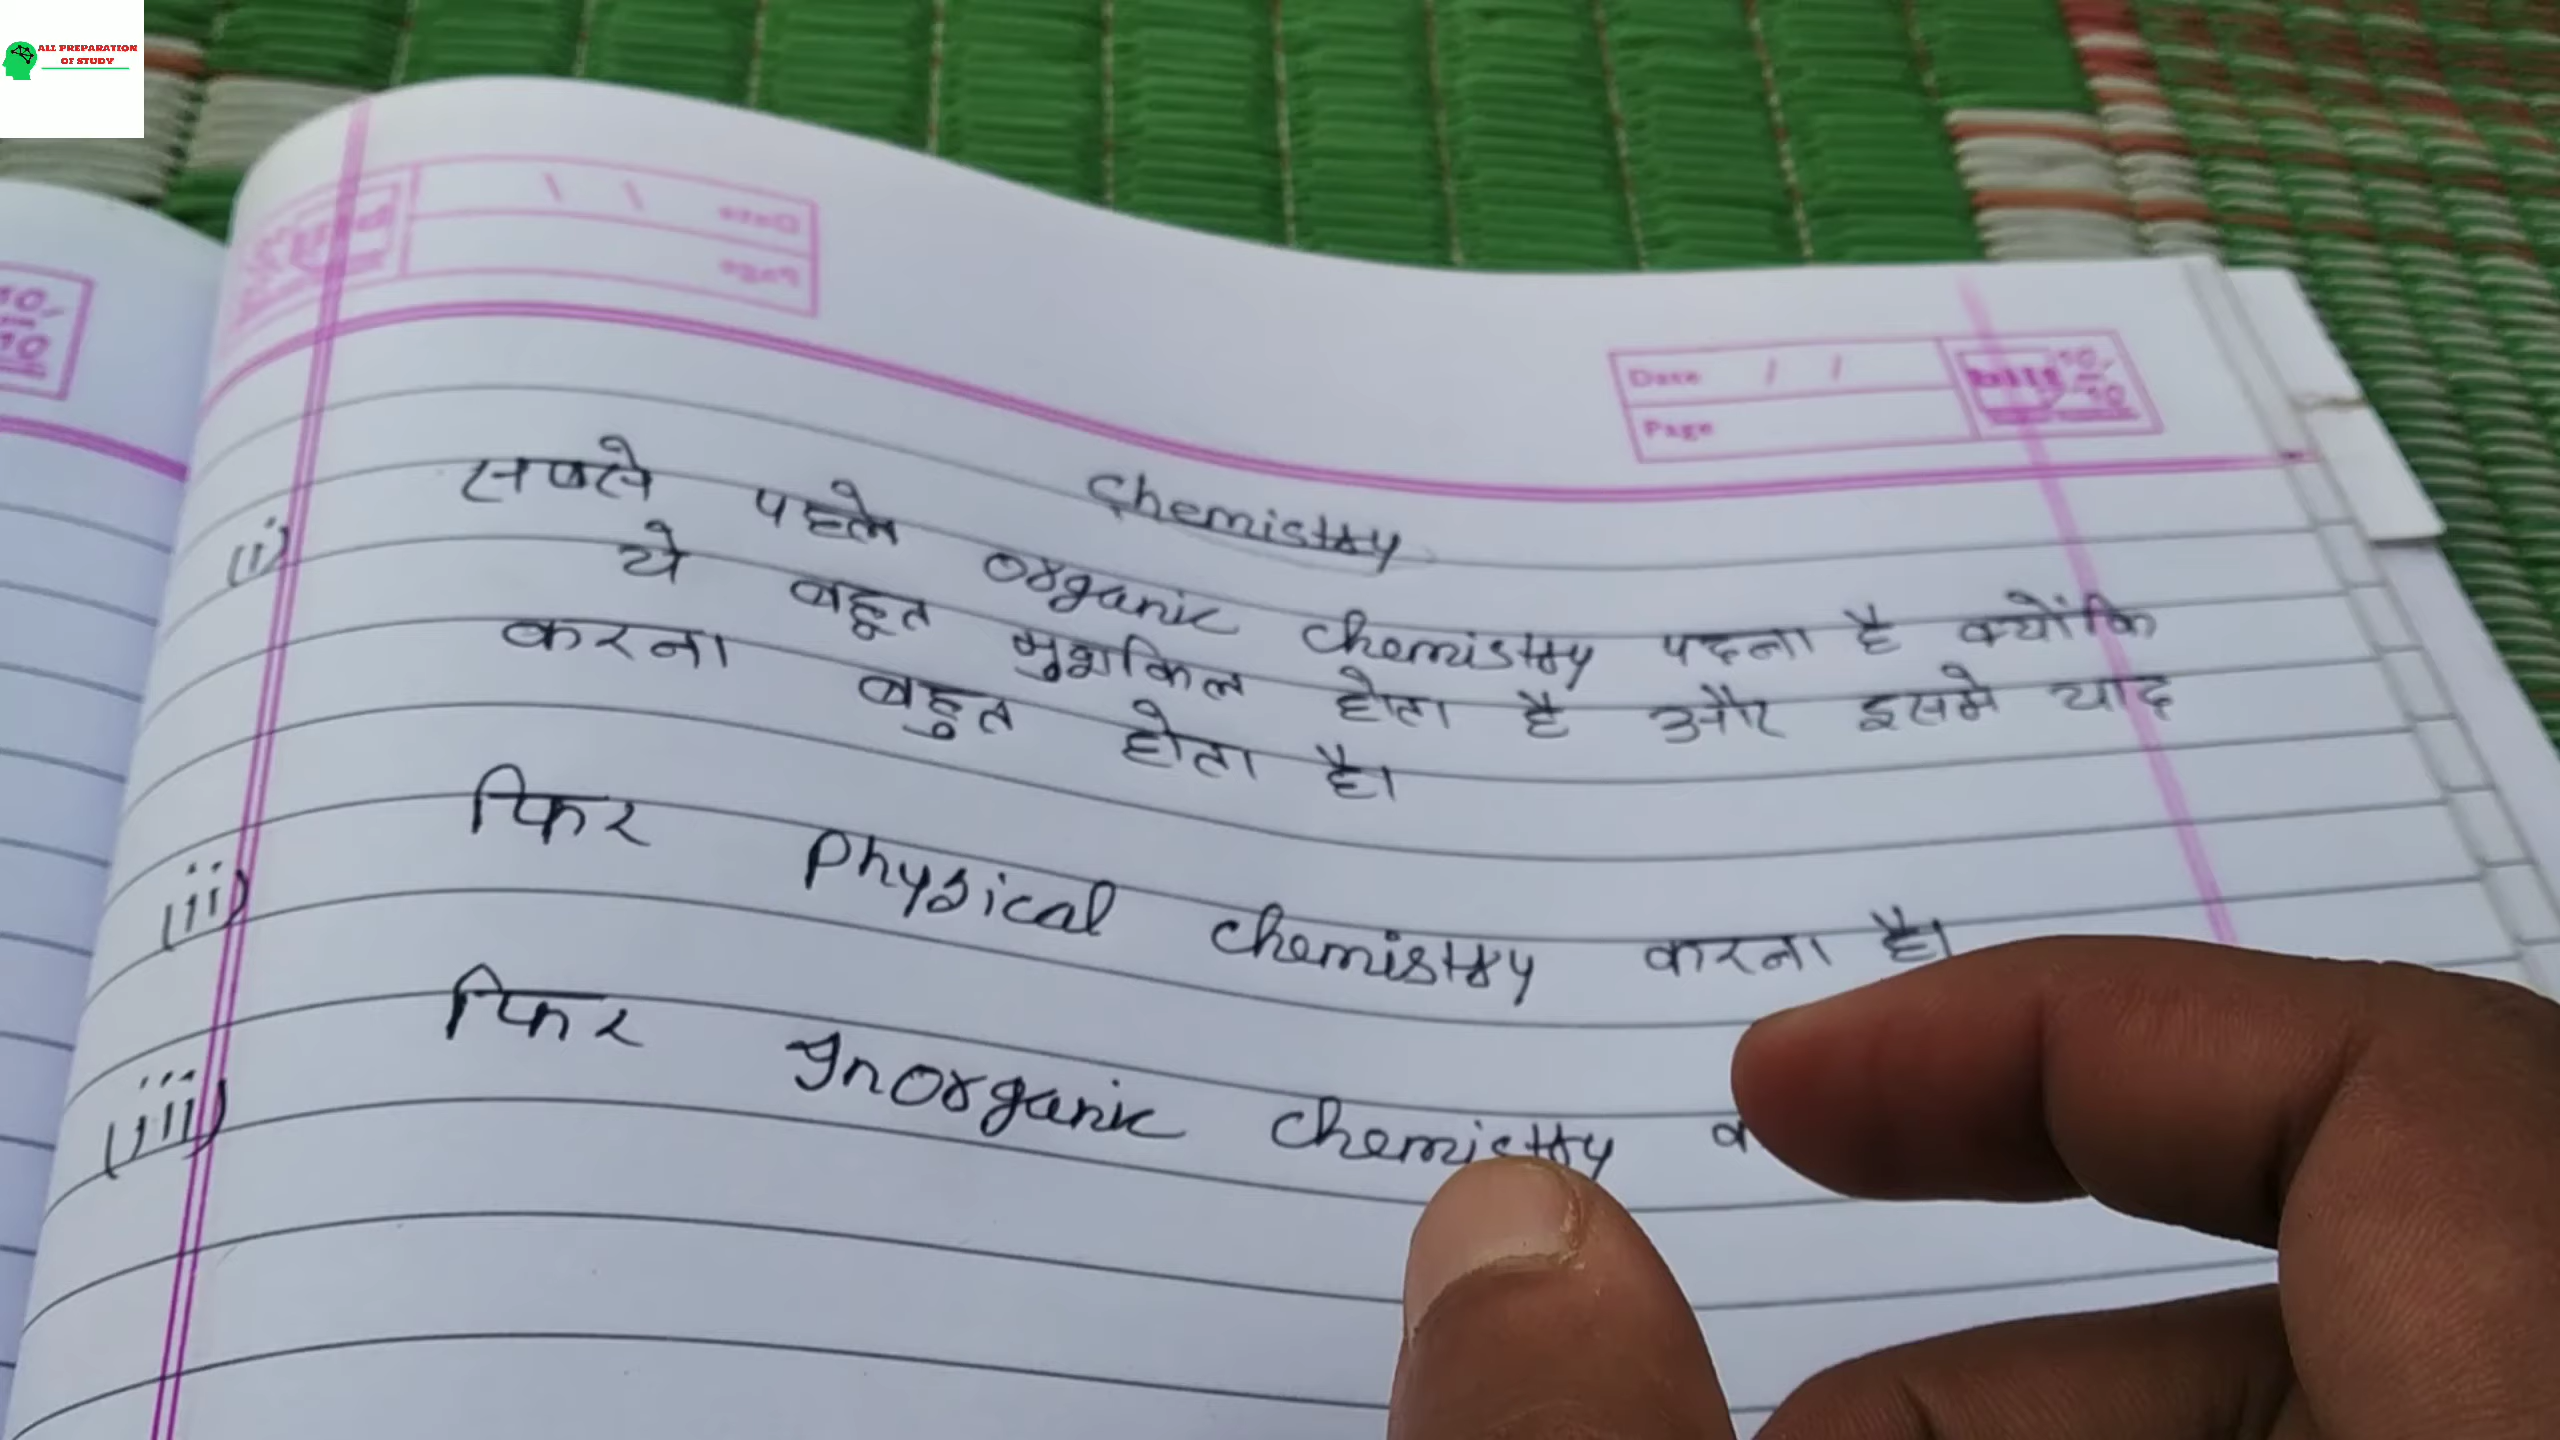 ALL PREPARATION
OF STUDY
Date / /
Page
Chemistry
(i) सबसे पहले organic chemistry पढ़ना है क्योंकि
ये बहूत मुशकिल होता है और इसमे याद
करना बहुत होता है।
(ii) फिर Physical chemistry करना है।
(iii) फिर Inorganic chemistry